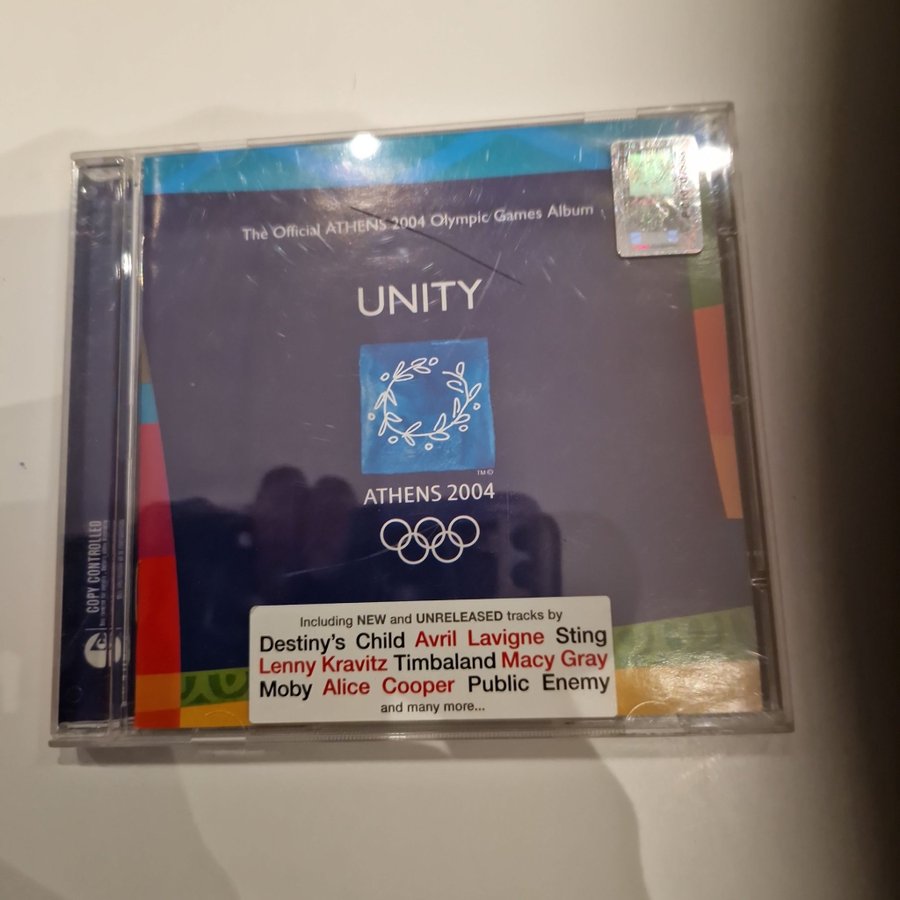 The Official ATHENS 2004 Olympic Games Album
UNITY
TM ©
ATHENS 2004
Including NEW and UNRELEASED tracks by
Destiny's Child Avril Lavigne Sting
Lenny Kravitz Timbaland Macy Gray
Moby Alice Cooper Public Enemy
and many more...
COPY CONTROLLED